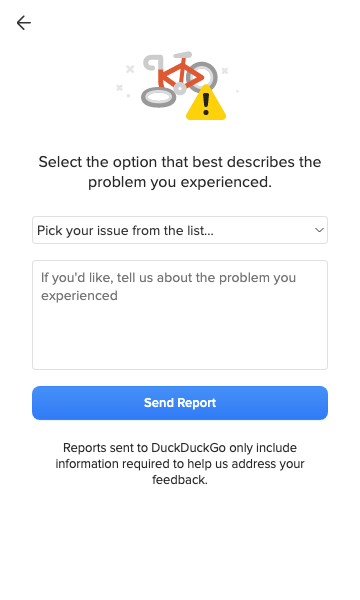 Select the option that best describes the
problem you experienced.
Pick your issue from the list...
If you'd like, tell us about the problem you
experienced
Send Report
Reports sent to DuckDuckGo only include
information required to help us address your
feedback.